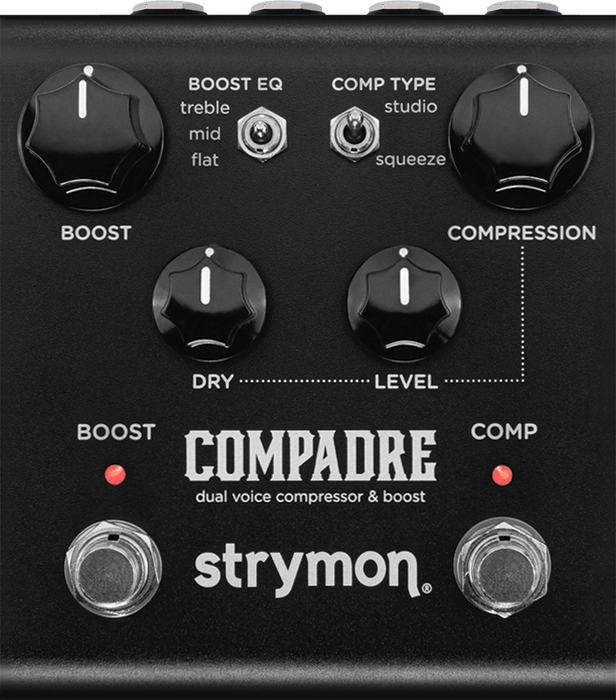 BOOST EQ
treble
mid
flat
COMP TYPE
studio
squeeze
BOOST
COMPRESSION
DRY
LEVEL
BOOST
COMPADRE
COMP
dual voice compressor & boost
strymon®